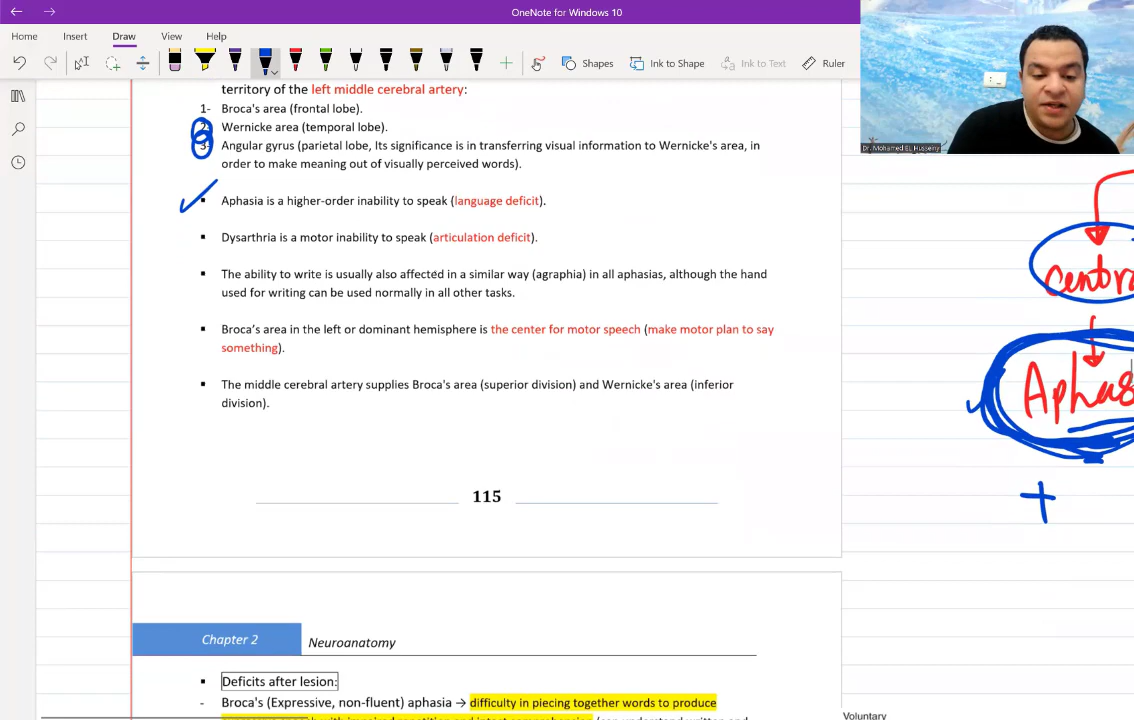 OneNote for Windows 10
Home Insert Draw View Help
Shapes Ink to Shape Ink to Text Ruler
Dr. Mohamed EL Husseiny
territory of the left middle cerebral artery:
1- Broca's area (frontal lobe).
2- Wernicke area (temporal lobe).
3- Angular gyrus (parietal lobe, Its significance is in transferring visual information to Wernicke's area, in
order to make meaning out of visually perceived words).
▪ Aphasia is a higher-order inability to speak (language deficit).
▪ Dysarthria is a motor inability to speak (articulation deficit).
▪ The ability to write is usually also affected in a similar way (agraphia) in all aphasias, although the hand
used for writing can be used normally in all other tasks.
▪ Broca's area in the left or dominant hemisphere is the center for motor speech (make motor plan to say
something).
▪ The middle cerebral artery supplies Broca's area (superior division) and Wernicke's area (inferior
division).
115
Centra
Aphas
+
Chapter 2 Neuroanatomy
▪ Deficits after lesion:
- Broca's (Expressive, non-fluent) aphasia → difficulty in piecing together words to produce
Voluntary